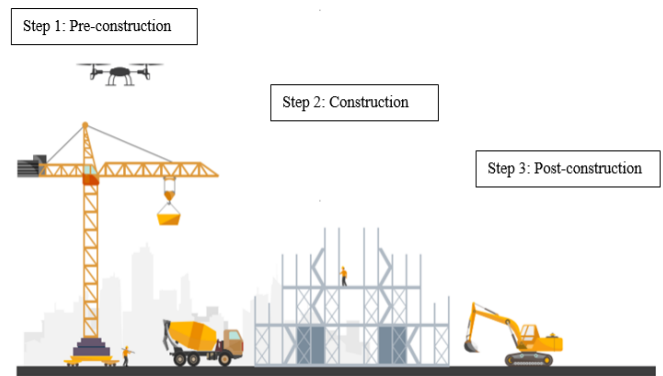 Step 1: Pre-construction
Step 2: Construction
Step 3: Post-construction